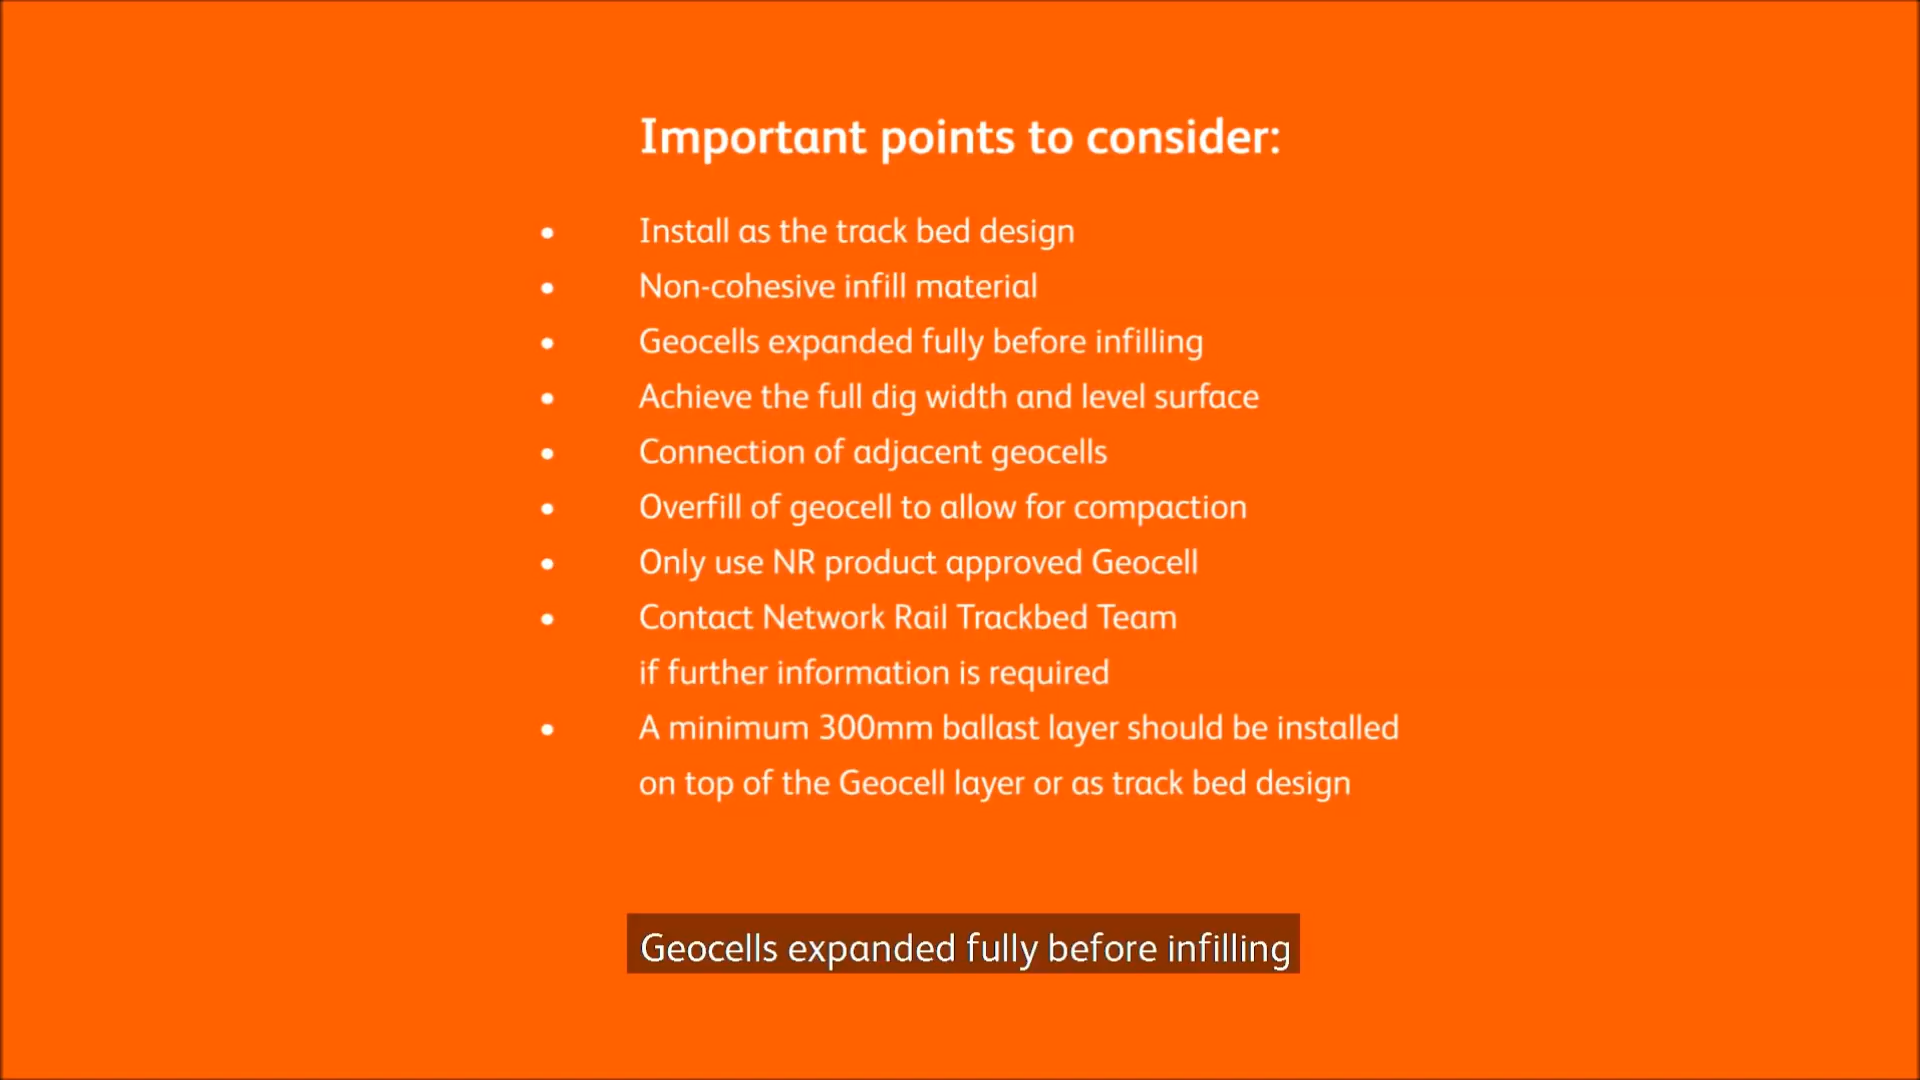 Important points to consider:
• Install as the track bed design
• Non-cohesive infill material
• Geocells expanded fully before infilling
• Achieve the full dig width and level surface
• Connection of adjacent geocells
• Overfill of geocell to allow for compaction
• Only use NR product approved Geocell
• Contact Network Rail Trackbed Team
if further information is required
• A minimum 300mm ballast layer should be installed
on top of the Geocell layer or as track bed design
Geocells expanded fully before infilling